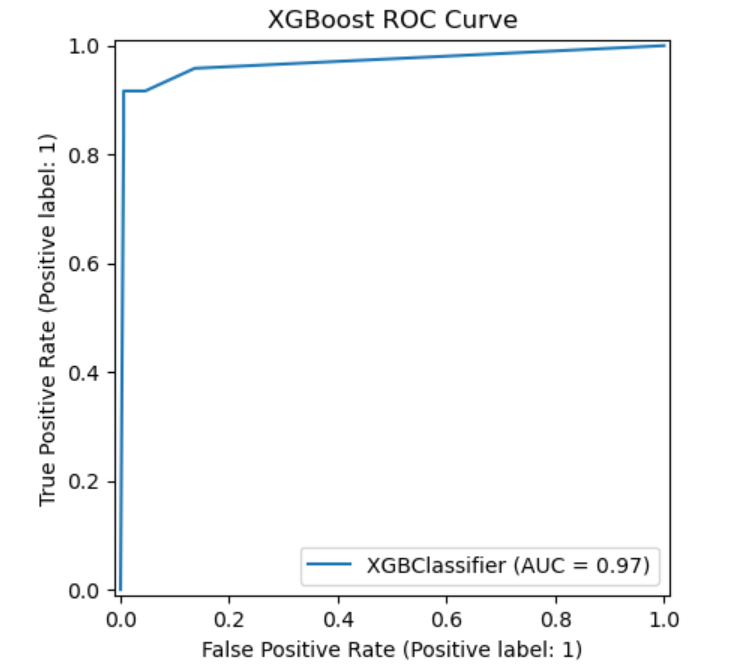 XGBoost ROC Curve
1.0
0.8
0.6
0.4
0.2
0.0
True Positive Rate (Positive label: 1)
XGBClassifier (AUC = 0.97)
0.0 0.2 0.4 0.6 0.8 1.0
False Positive Rate (Positive label: 1)